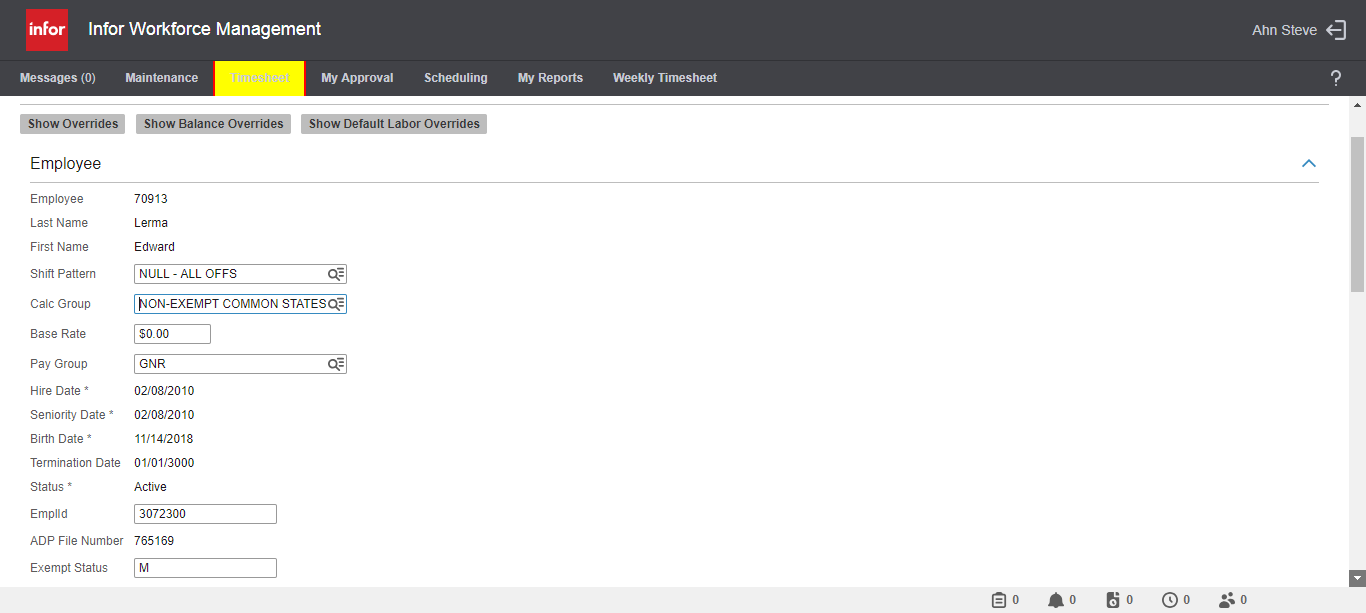 infor Infor Workforce Management Ahn Steve
Messages (0) Maintenance Timesheet My Approval Scheduling My Reports Weekly Timesheet ?
Show Overrides Show Balance Overrides Show Default Labor Overrides
Employee
Employee 70913
Last Name Lerma
First Name Edward
Shift Pattern NULL - ALL OFFS
Calc Group NON-EXEMPT COMMON STATES
Base Rate $0.00
Pay Group GNR
Hire Date * 02/08/2010
Seniority Date * 02/08/2010
Birth Date * 11/14/2018
Termination Date 01/01/3000
Status * Active
EmplId 3072300
ADP File Number 765169
Exempt Status M
0 0 0 0 0